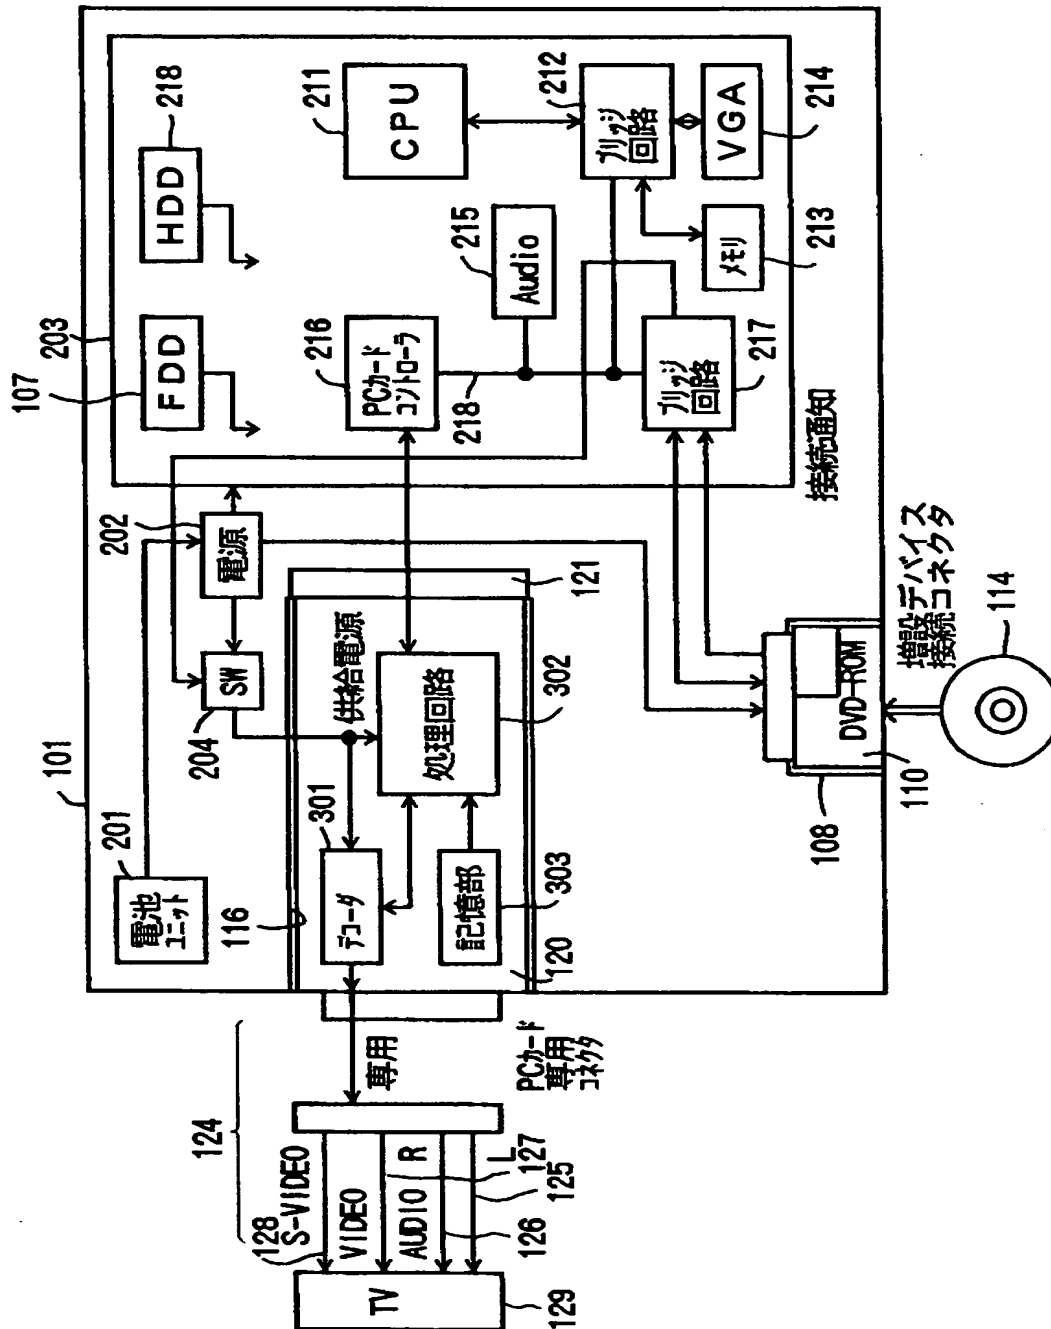 107
203
FDD
HDD
218
101
201
電池
ユニット
202
電源
SW
204
124
128
S-VIDEO
VIDEO
AUDIO
R
L
127
125
126
TV
129
専用
PCカード
専用
コネクタ
116
301
デコーダ
供給電源
処理回路
302
記憶部
303
120
121
216
PCカード
コントローラ
218
215
Audio
211
CPU
212
ブリッジ
回路
VGA
214
メモリ
213
ブリッジ
回路
217
接続通知
DVD-ROM
108
110
増設デバイス
接続コネクタ
114